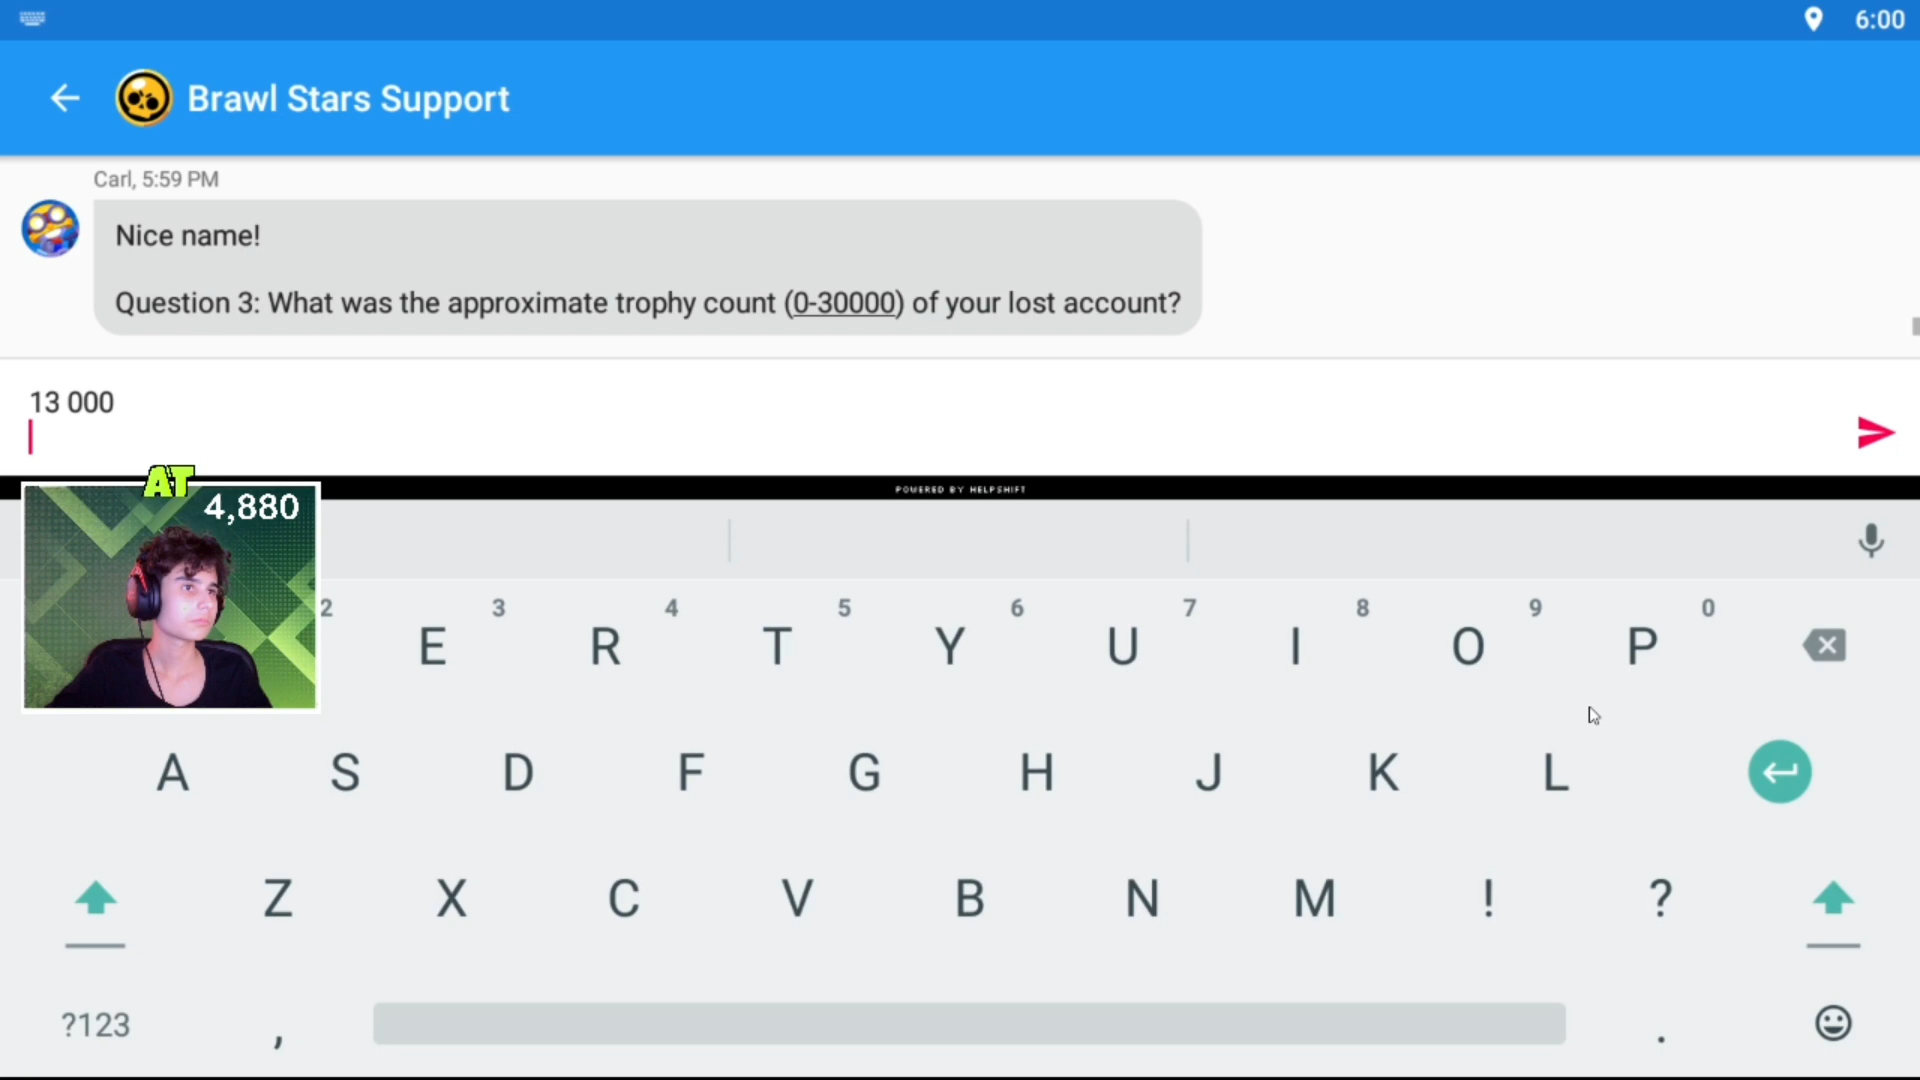 6:00
Brawl Stars Support
Carl, 5:59 PM
Nice name!
Question 3: What was the approximate trophy count (0-30000) of your lost account?
13 000
AT
4,880
POWERED BY HELPSHIFT
2 3 4 5 6 7 8 9 0
E R T Y U I O P
A S D F G H J K L
Z X C V B N M ! ?
?123 , .